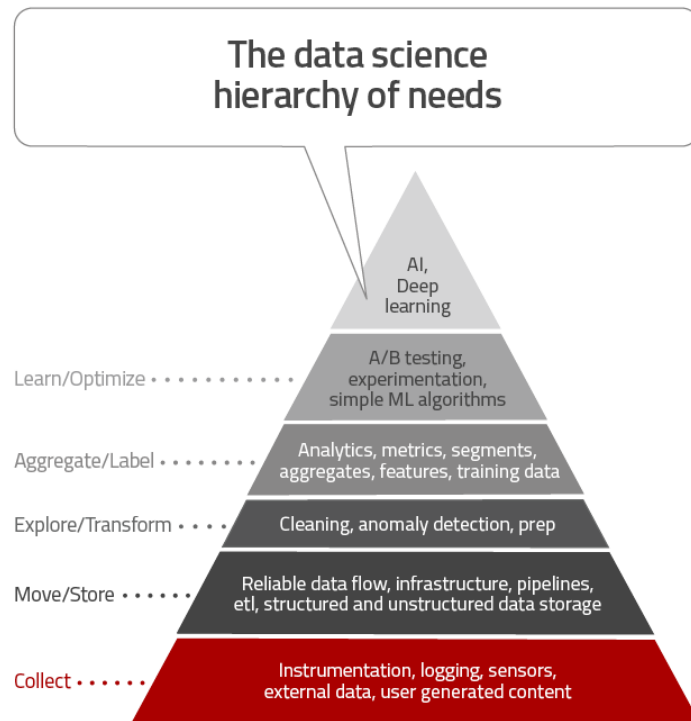 The data science
hierarchy of needs
AI,
Deep
learning
Learn/Optimize
A/B testing,
experimentation,
simple ML algorithms
Aggregate/Label
Analytics, metrics, segments,
aggregates, features, training data
Explore/Transform
Cleaning, anomaly detection, prep
Move/Store
Reliable data flow, infrastructure, pipelines,
etl, structured and unstructured data storage
Collect
Instrumentation, logging, sensors,
external data, user generated content